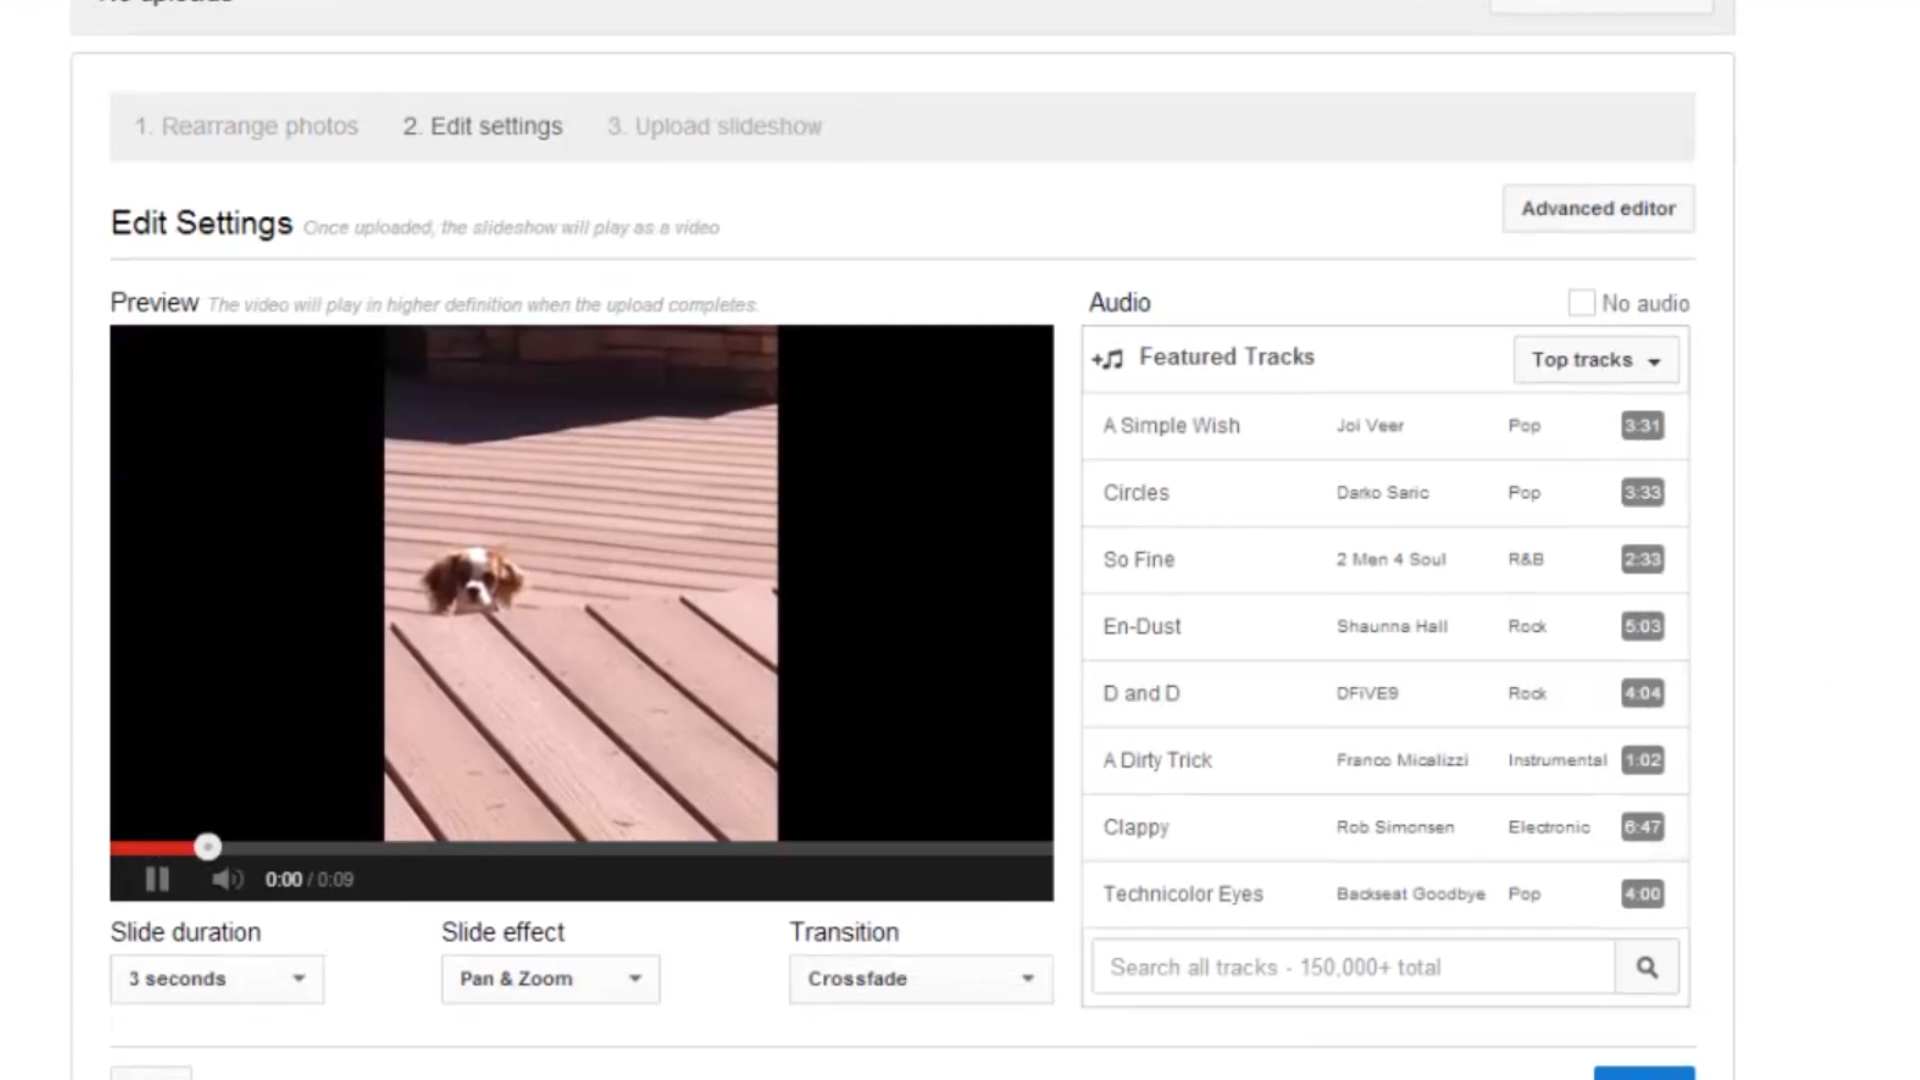 1. Rearrange photos 2. Edit settings 3. Upload slideshow
Advanced editor
Edit Settings Once uploaded, the slideshow will play as a video
Preview The video will play in higher definition when the upload completes.
Audio No audio
Featured Tracks Top tracks
A Simple Wish Joi Veer Pop 3:31
Circles Darko Saric Pop 3:33
So Fine 2 Men 4 Soul R&B 2:33
En-Dust Shaunna Hall Rock 5:03
D and D DFiVE9 Rock 4:04
A Dirty Trick Franco Micalizzi Instrumental 1:02
Clappy Rob Simonsen Electronic 6:47
Technicolor Eyes Backseat Goodbye Pop 4:00
Search all tracks - 150,000+ total
0:00 / 0:09
Slide duration Slide effect Transition
3 seconds Pan & Zoom Crossfade